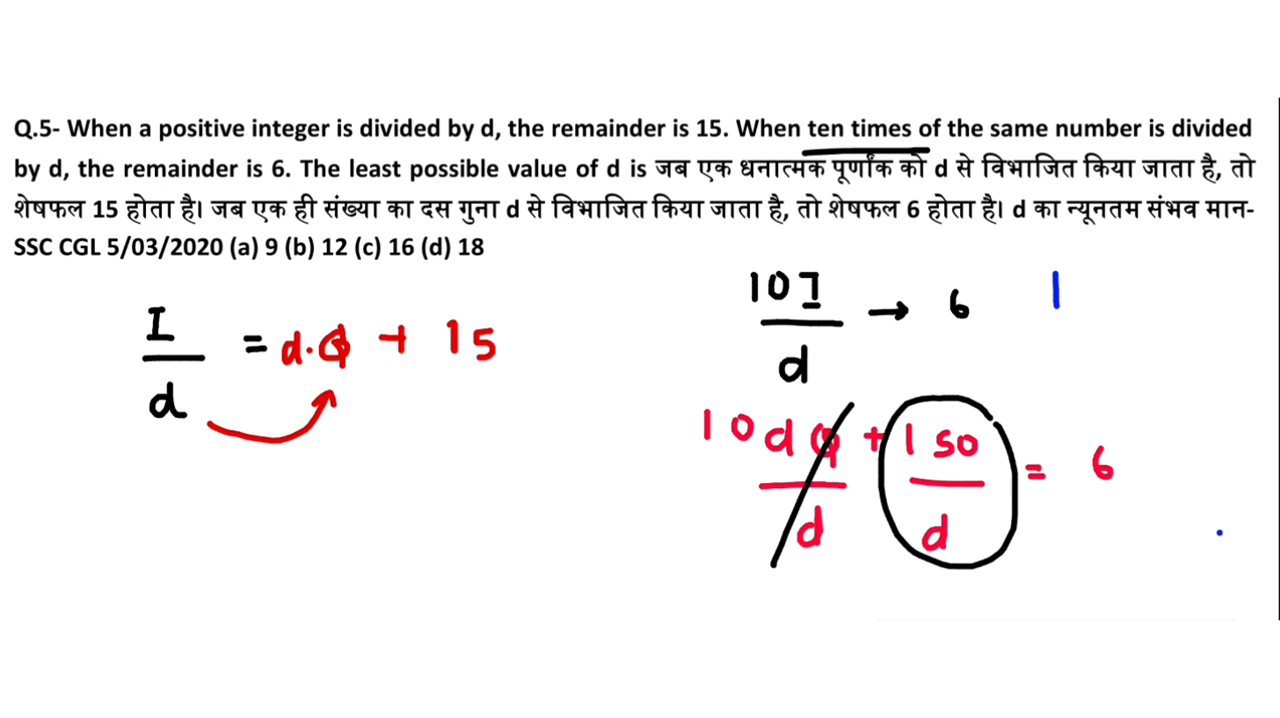 Q.5- When a positive integer is divided by d, the remainder is 15. When ten times of the same number is divided
by d, the remainder is 6. The least possible value of d is जब एक धनात्मक पूर्णांक को d से विभाजित किया जाता है, तो
शेषफल 15 होता है। जब एक ही संख्या का दस गुना d से विभाजित किया जाता है, तो शेषफल 6 होता है। d का न्यूनतम संभव मान-
SSC CGL 5/03/2020 (a) 9 (b) 12 (c) 16 (d) 18
I/d = d.Q + 15
10I/d → 6 |
10dQ/d + 150/d = 6